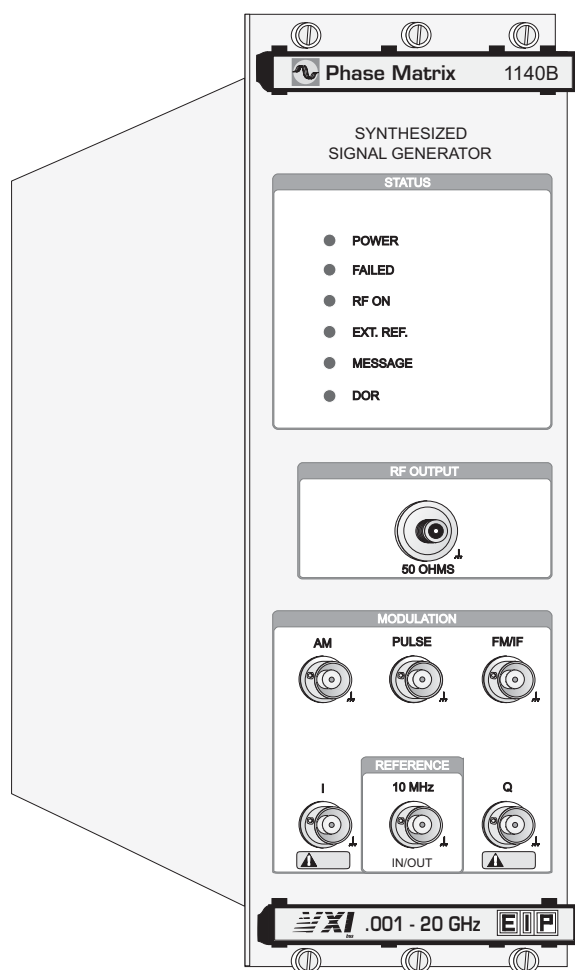 Phase Matrix 1140B
SYNTHESIZED
SIGNAL GENERATOR
STATUS
POWER
FAILED
RF ON
EXT. REF.
MESSAGE
DOR
RF OUTPUT
50 OHMS
MODULATION
AM PULSE FM/IF
REFERENCE
I 10 MHz Q
IN/OUT
VXI bus .001 - 20 GHz EIP